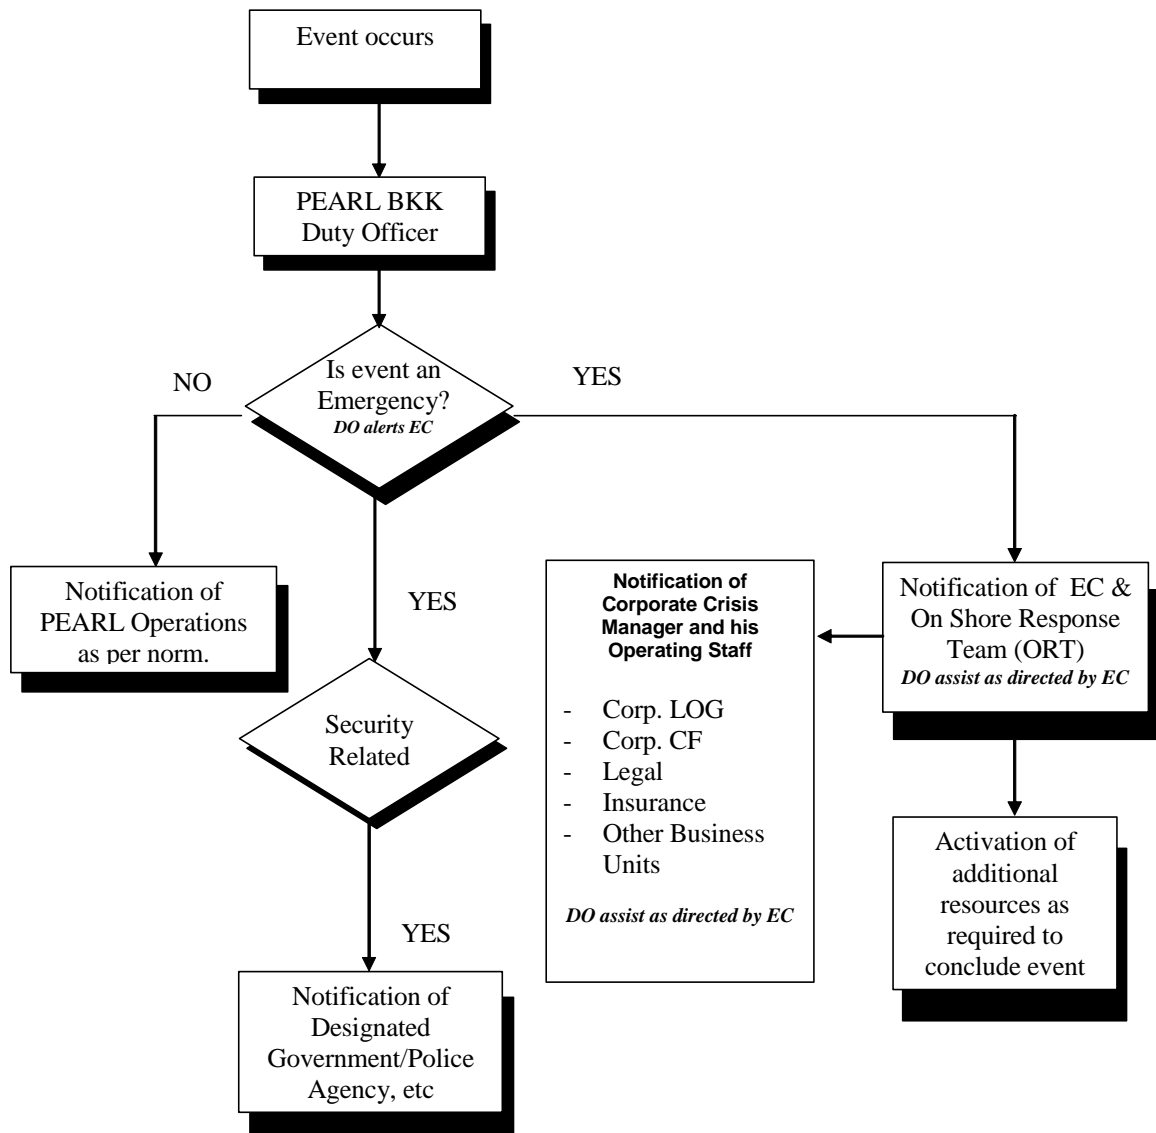 Event occurs
PEARL BKK
Duty Officer
Is event an
Emergency?
DO alerts EC
NO
YES
Notification of
PEARL Operations
as per norm.
YES
Security
Related
YES
Notification of
Designated
Government/Police
Agency, etc
Notification of
Corporate Crisis
Manager and his
Operating Staff
- Corp. LOG
- Corp. CF
- Legal
- Insurance
- Other Business
Units
DO assist as directed by EC
Notification of EC &
On Shore Response
Team (ORT)
DO assist as directed by EC
Activation of
additional
resources as
required to
conclude event